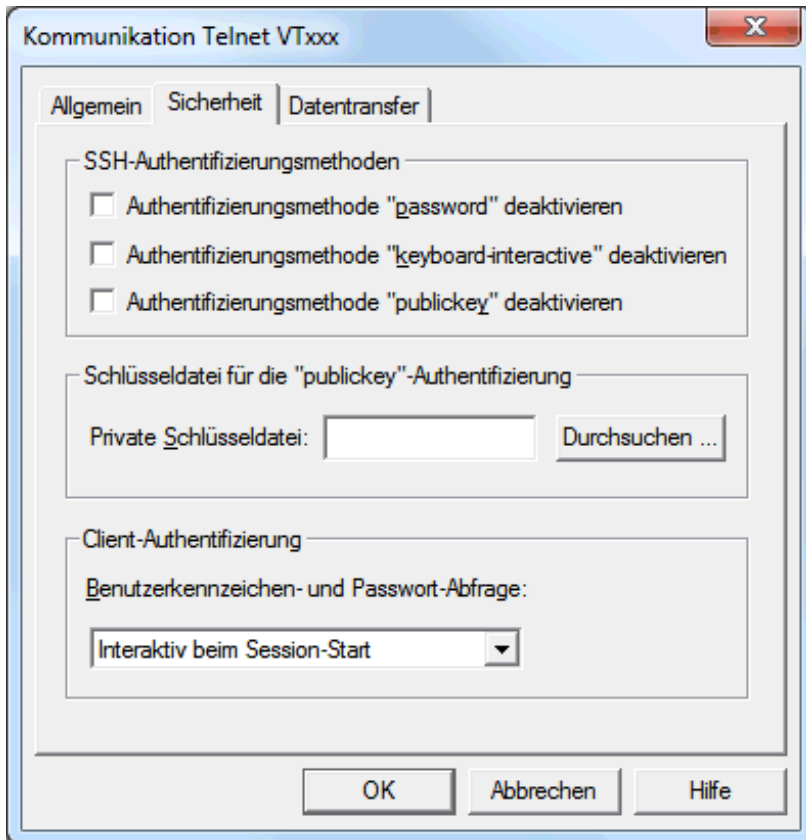 Kommunikation Telnet VTxxx
Allgemein Sicherheit Datentransfer
SSH-Authentifizierungsmethoden
Authentifizierungsmethode "password" deaktivieren
Authentifizierungsmethode "keyboard-interactive" deaktivieren
Authentifizierungsmethode "publickey" deaktivieren
Schlüsseldatei für die "publickey"-Authentifizierung
Private Schlüsseldatei: Durchsuchen ...
Client-Authentifizierung
Benutzerkennzeichen- und Passwort-Abfrage:
Interaktiv beim Session-Start
OK Abbrechen Hilfe